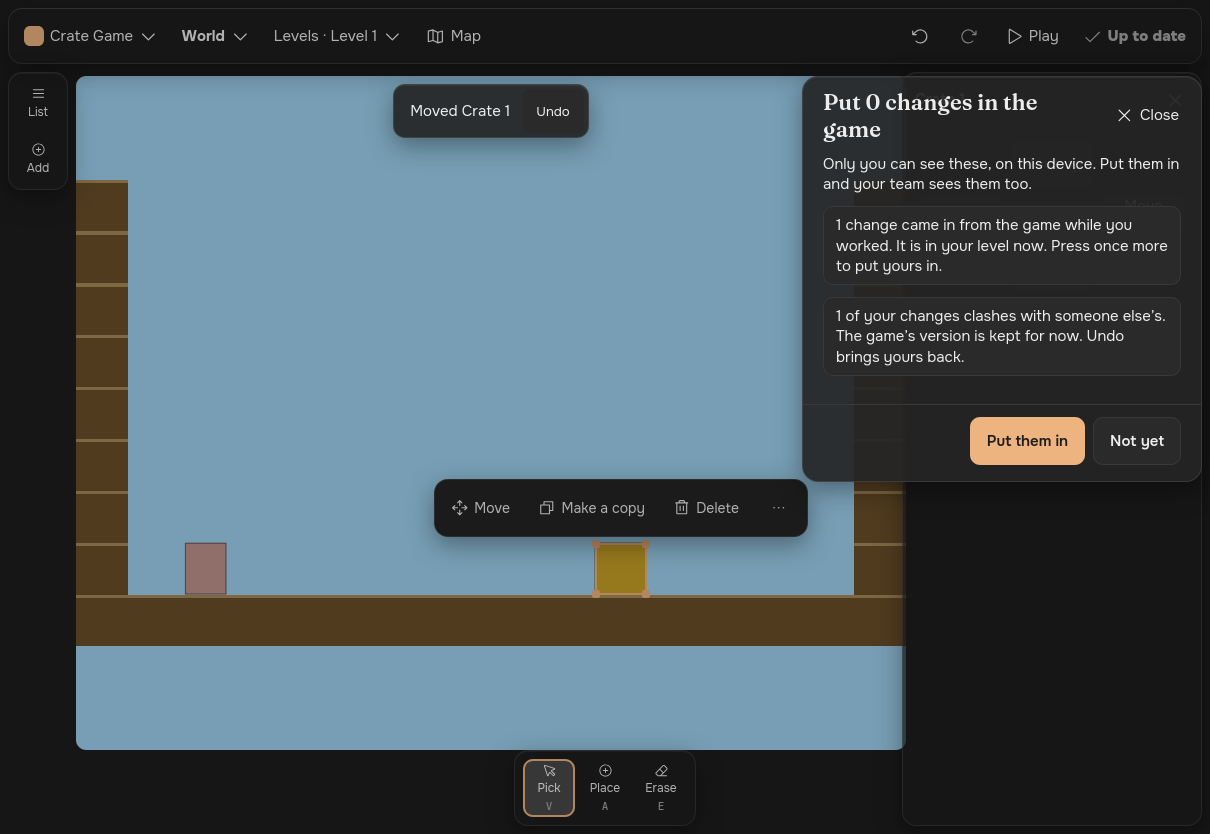 Crate Game
World
Levels · Level 1
Map
Play
Up to date
List
Add
Moved Crate 1
Undo
Put 0 changes in the
game
Close
Only you can see these, on this device. Put them in
and your team sees them too.
Move
1 change came in from the game while you
worked. It is in your level now. Press once more
to put yours in.
1 of your changes clashes with someone else's.
The game's version is kept for now. Undo
brings yours back.
Put them in
Not yet
Move
Make a copy
Delete
···
Pick
V
Place
A
Erase
E